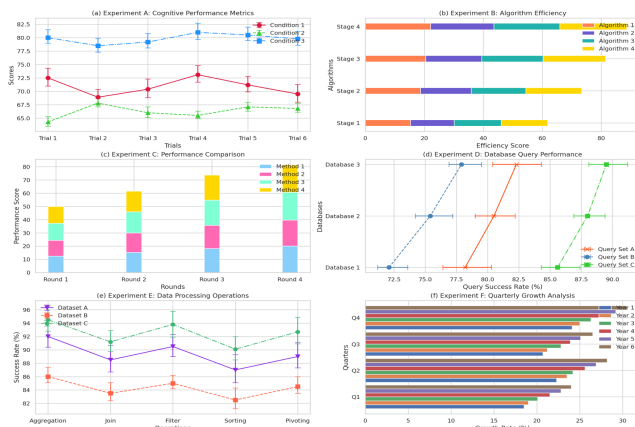 (a) Experiment A: Cognitive Performance Metrics
Scores
82.5
80.0
77.5
75.0
72.5
70.0
67.5
65.0
Condition 1
Condition 2
Condition 3
Trial 1
Trial 2
Trial 3
Trial 4
Trial 5
Trial 6
Trials
(b) Experiment B: Algorithm Efficiency
Algorithms
Stage 4
Stage 3
Stage 2
Stage 1
Algorithm 1
Algorithm 2
Algorithm 3
Algorithm 4
0
20
40
60
80
Efficiency Score
(c) Experiment C: Performance Comparison
Performance Score
80
70
60
50
40
30
20
10
0
Method 1
Method 2
Method 3
Method 4
Round 1
Round 2
Round 3
Round 4
Rounds
(d) Experiment D: Database Query Performance
Databases
Database 3
Database 2
Database 1
Query Set A
Query Set B
Query Set C
72.5
75.0
77.5
80.0
82.5
85.0
87.5
90.0
Query Success Rate (%)
(e) Experiment E: Data Processing Operations
Success Rate (%)
96
94
92
90
88
86
84
82
Dataset A
Dataset B
Dataset C
Aggregation
Join
Filter
Sorting
Pivoting
Operations
(f) Experiment F: Quarterly Growth Analysis
Quarters
Q4
Q3
Q2
Q1
Year 1
Year 2
Year 3
Year 4
Year 5
Year 6
0
5
10
15
20
25
30
Growth Rate (%)